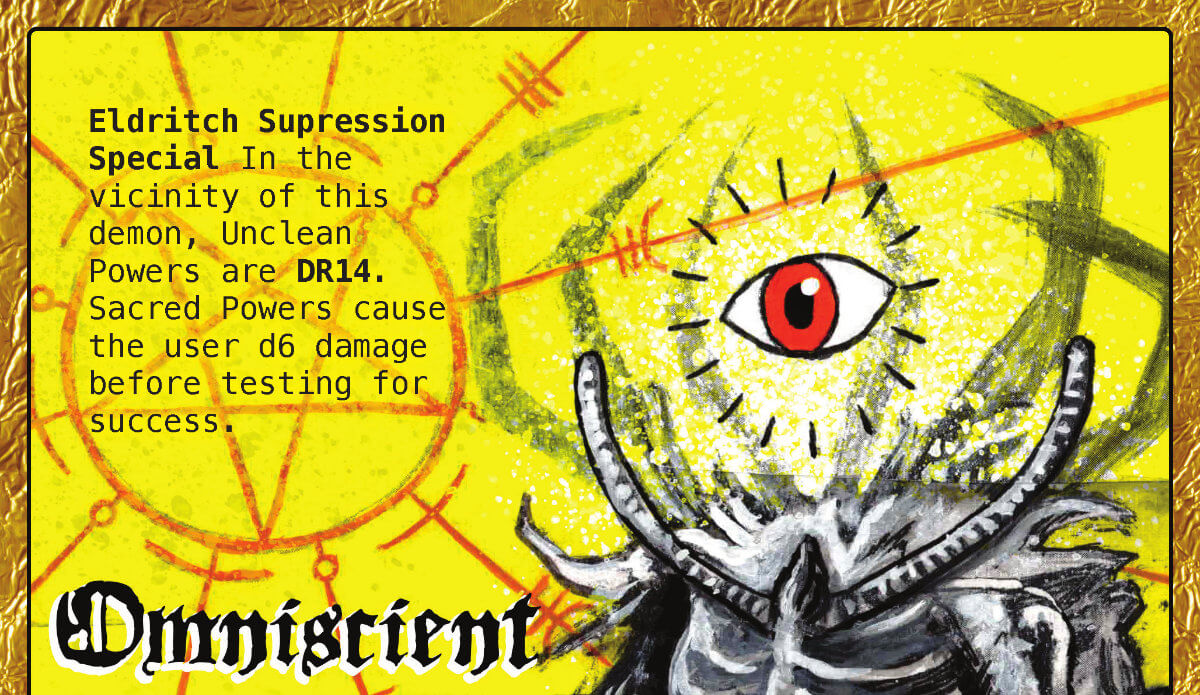 Eldritch Supression
Special In the
vicinity of this
demon, Unclean
Powers are DR14.
Sacred Powers cause
the user d6 damage
before testing for
success.
Omniscient